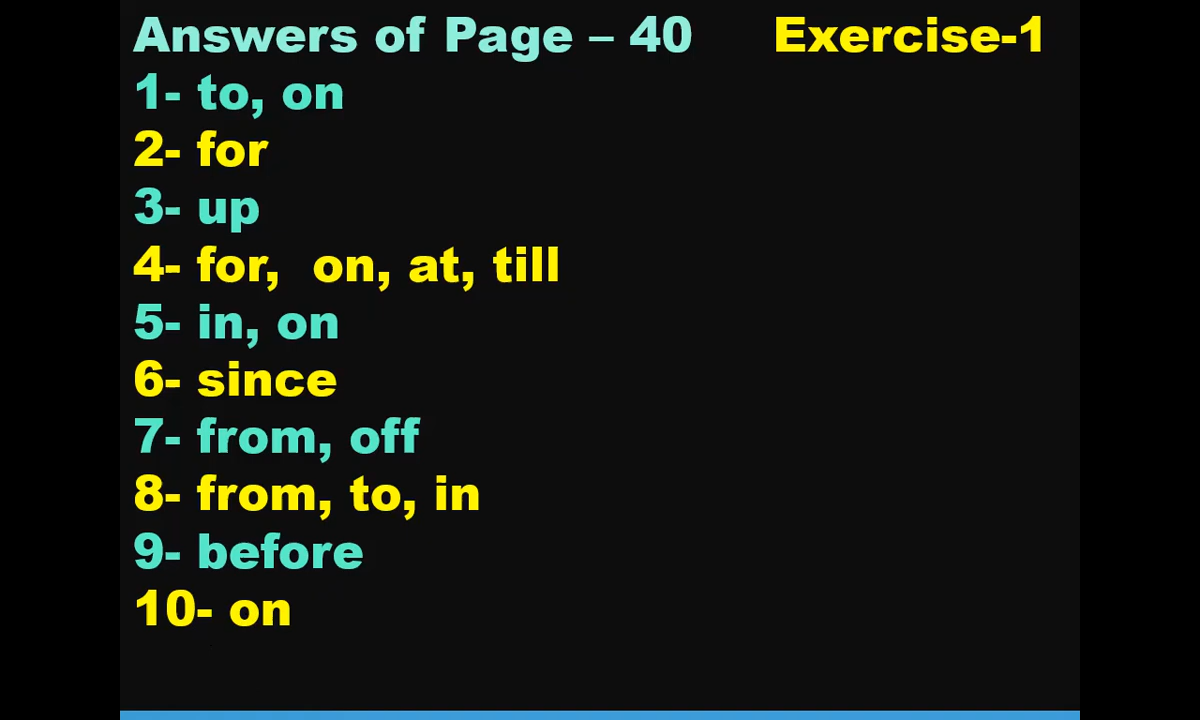 Answers of Page – 40 Exercise-1
1- to, on
2- for
3- up
4- for, on, at, till
5- in, on
6- since
7- from, off
8- from, to, in
9- before
10- on